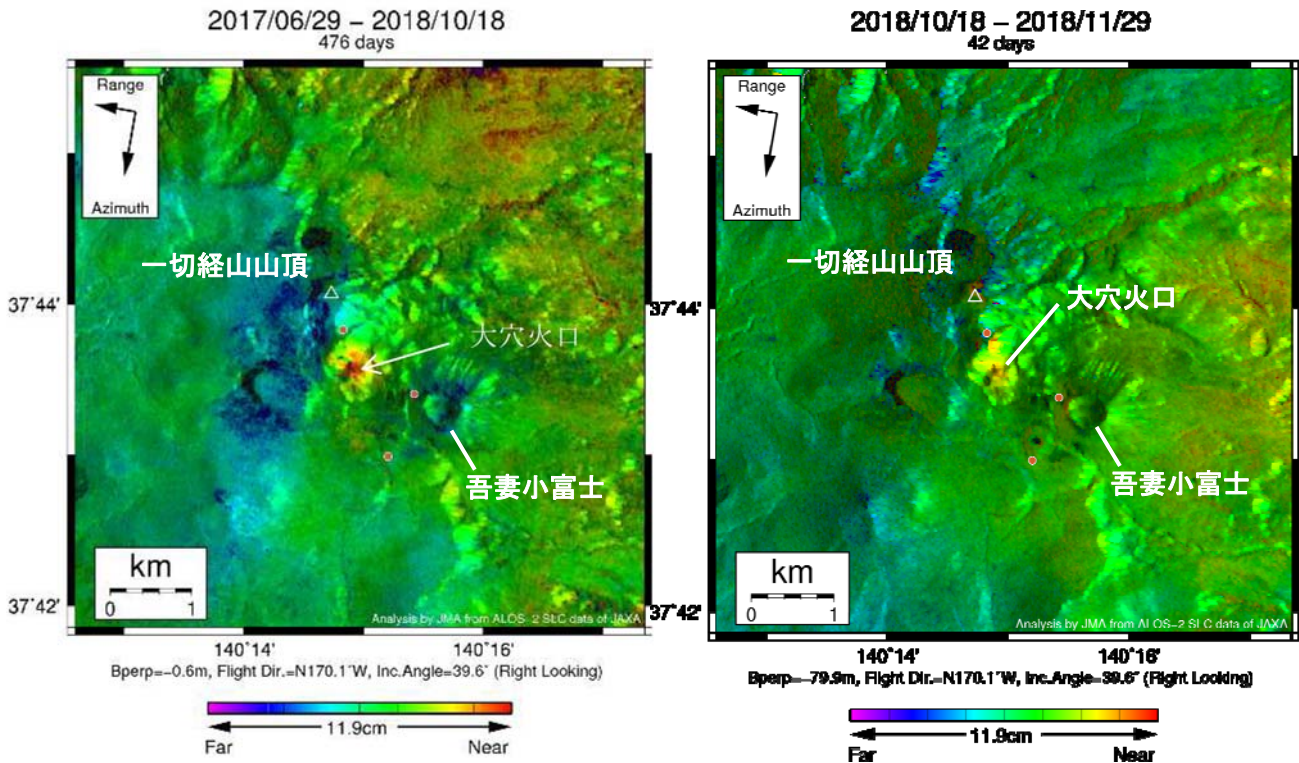 2017/06/29 − 2018/10/18
476 days
Range
Azimuth
一切経山山頂
大穴火口
吾妻小富士
37˚44'
37˚42'
km
0 1
Analysis by JMA from ALOS−2 SLC data of JAXA
140˚14' 140˚16'
Bperp=−0.6m, Flight Dir.=N170.1˚W, Inc.Angle=39.6˚ (Right Looking)
11.9cm
Far Near
2018/10/18 − 2018/11/29
42 days
Range
Azimuth
一切経山山頂
大穴火口
吾妻小富士
37˚44'
37˚42'
km
0 1
Analysis by JMA from ALOS−2 SLC data of JAXA
140˚14' 140˚16'
Bperp=−79.9m, Flight Dir.=N170.1˚W, Inc.Angle=39.6˚ (Right Looking)
11.9cm
Far Near